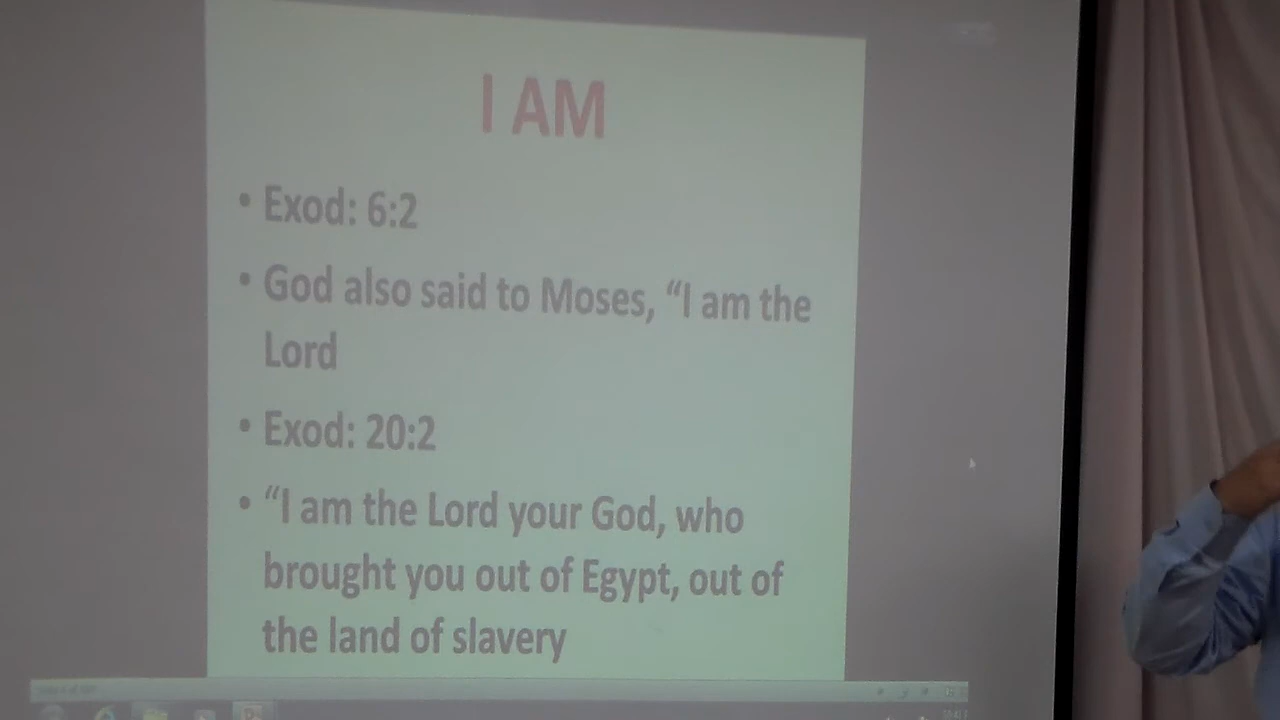 I AM
• Exod: 6:2
• God also said to Moses, “I am the
Lord
• Exod: 20:2
• “I am the Lord your God, who
brought you out of Egypt, out of
the land of slavery